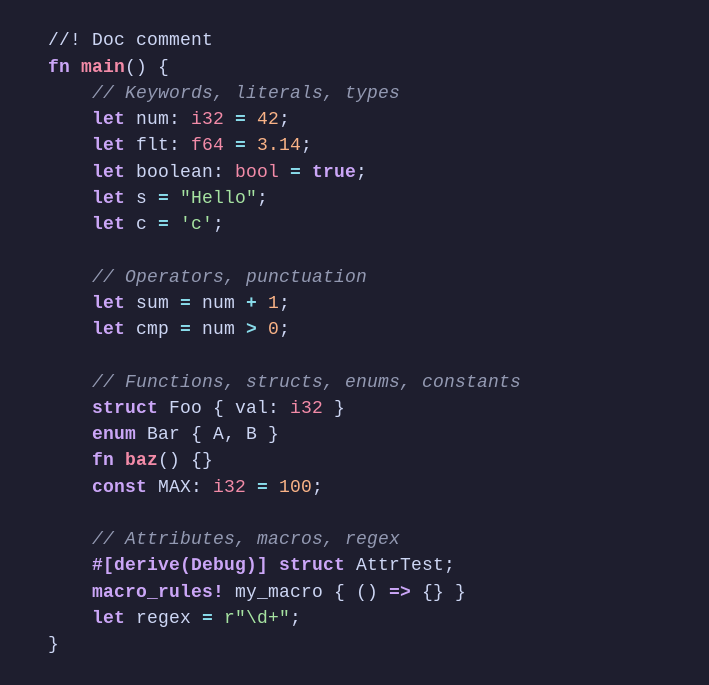 //! Doc comment
fn main() {
    // Keywords, literals, types
    let num: i32 = 42;
    let flt: f64 = 3.14;
    let boolean: bool = true;
    let s = "Hello";
    let c = 'c';

    // Operators, punctuation
    let sum = num + 1;
    let cmp = num > 0;

    // Functions, structs, enums, constants
    struct Foo { val: i32 }
    enum Bar { A, B }
    fn baz() {}
    const MAX: i32 = 100;

    // Attributes, macros, regex
    #[derive(Debug)] struct AttrTest;
    macro_rules! my_macro { () => {} }
    let regex = r"\d+";
}